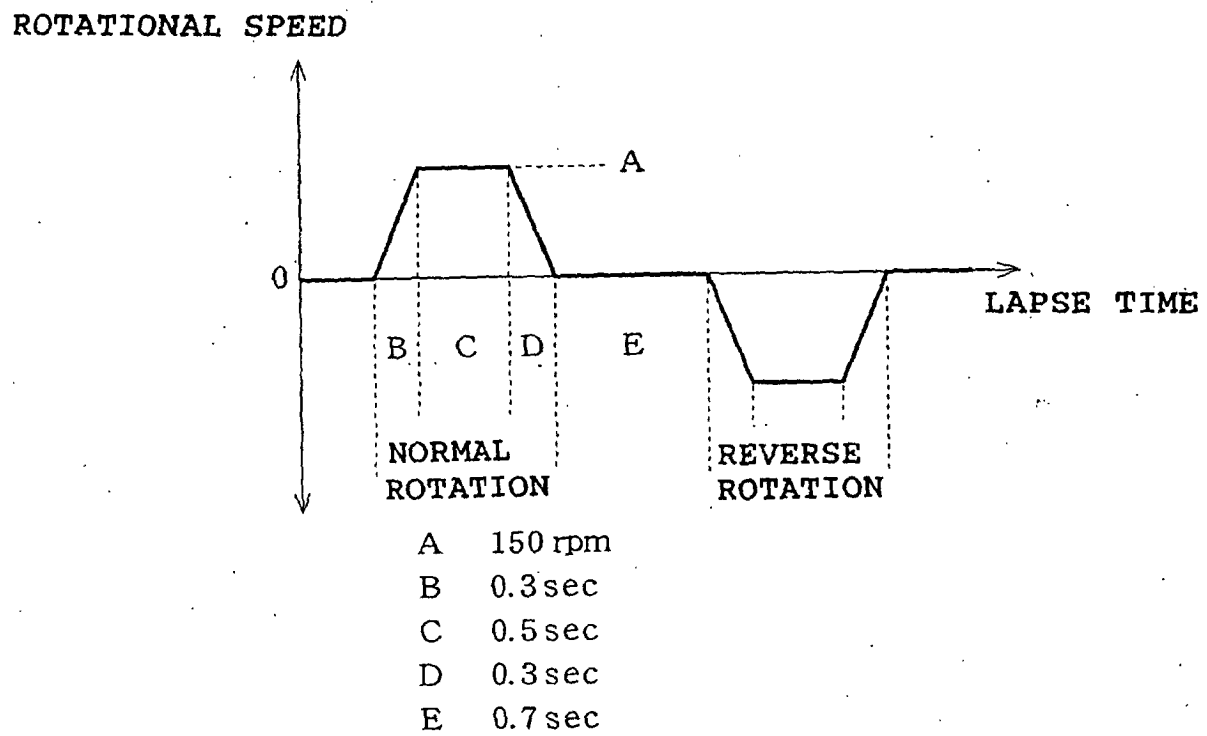 ROTATIONAL SPEED
A
0
LAPSE TIME
B C D E
NORMAL ROTATION
REVERSE ROTATION
A 150 rpm
B 0.3 sec
C 0.5 sec
D 0.3 sec
E 0.7 sec